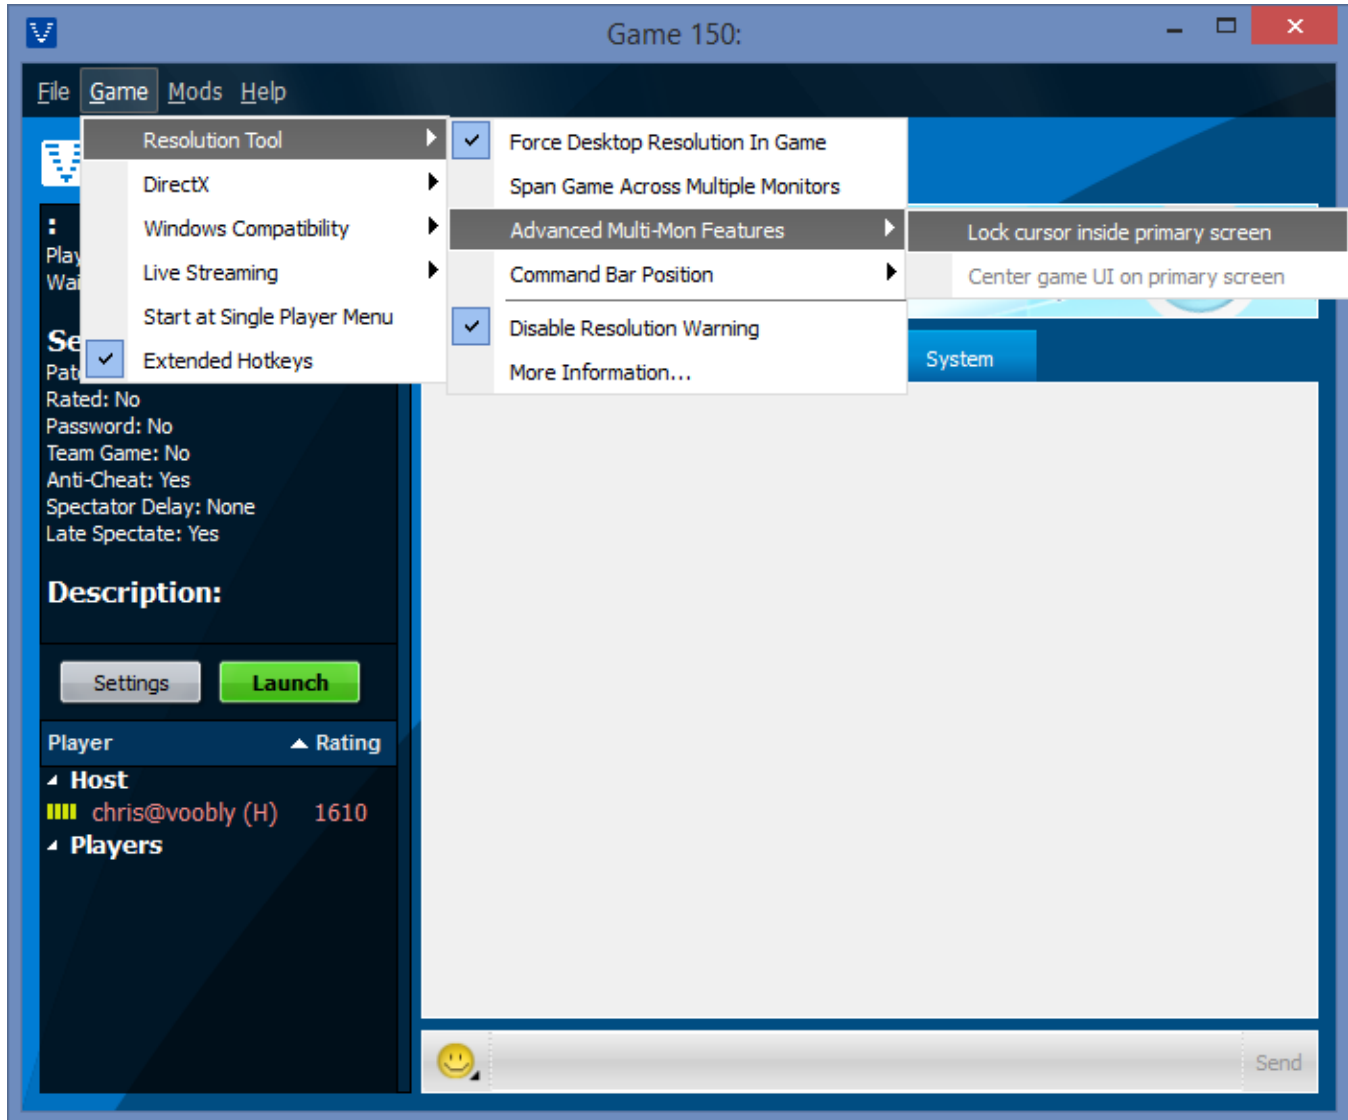 Game 150:
File Game Mods Help
Resolution Tool
DirectX
Windows Compatibility
Live Streaming
Start at Single Player Menu
Extended Hotkeys
Force Desktop Resolution In Game
Span Game Across Multiple Monitors
Advanced Multi-Mon Features
Command Bar Position
Disable Resolution Warning
More Information...
Lock cursor inside primary screen
Center game UI on primary screen
System
:
Play
Wai
Se
Pat
Rated: No
Password: No
Team Game: No
Anti-Cheat: Yes
Spectator Delay: None
Late Spectate: Yes
Description:
Settings Launch
Player Rating
Host
chris@voobly (H) 1610
Players
Send